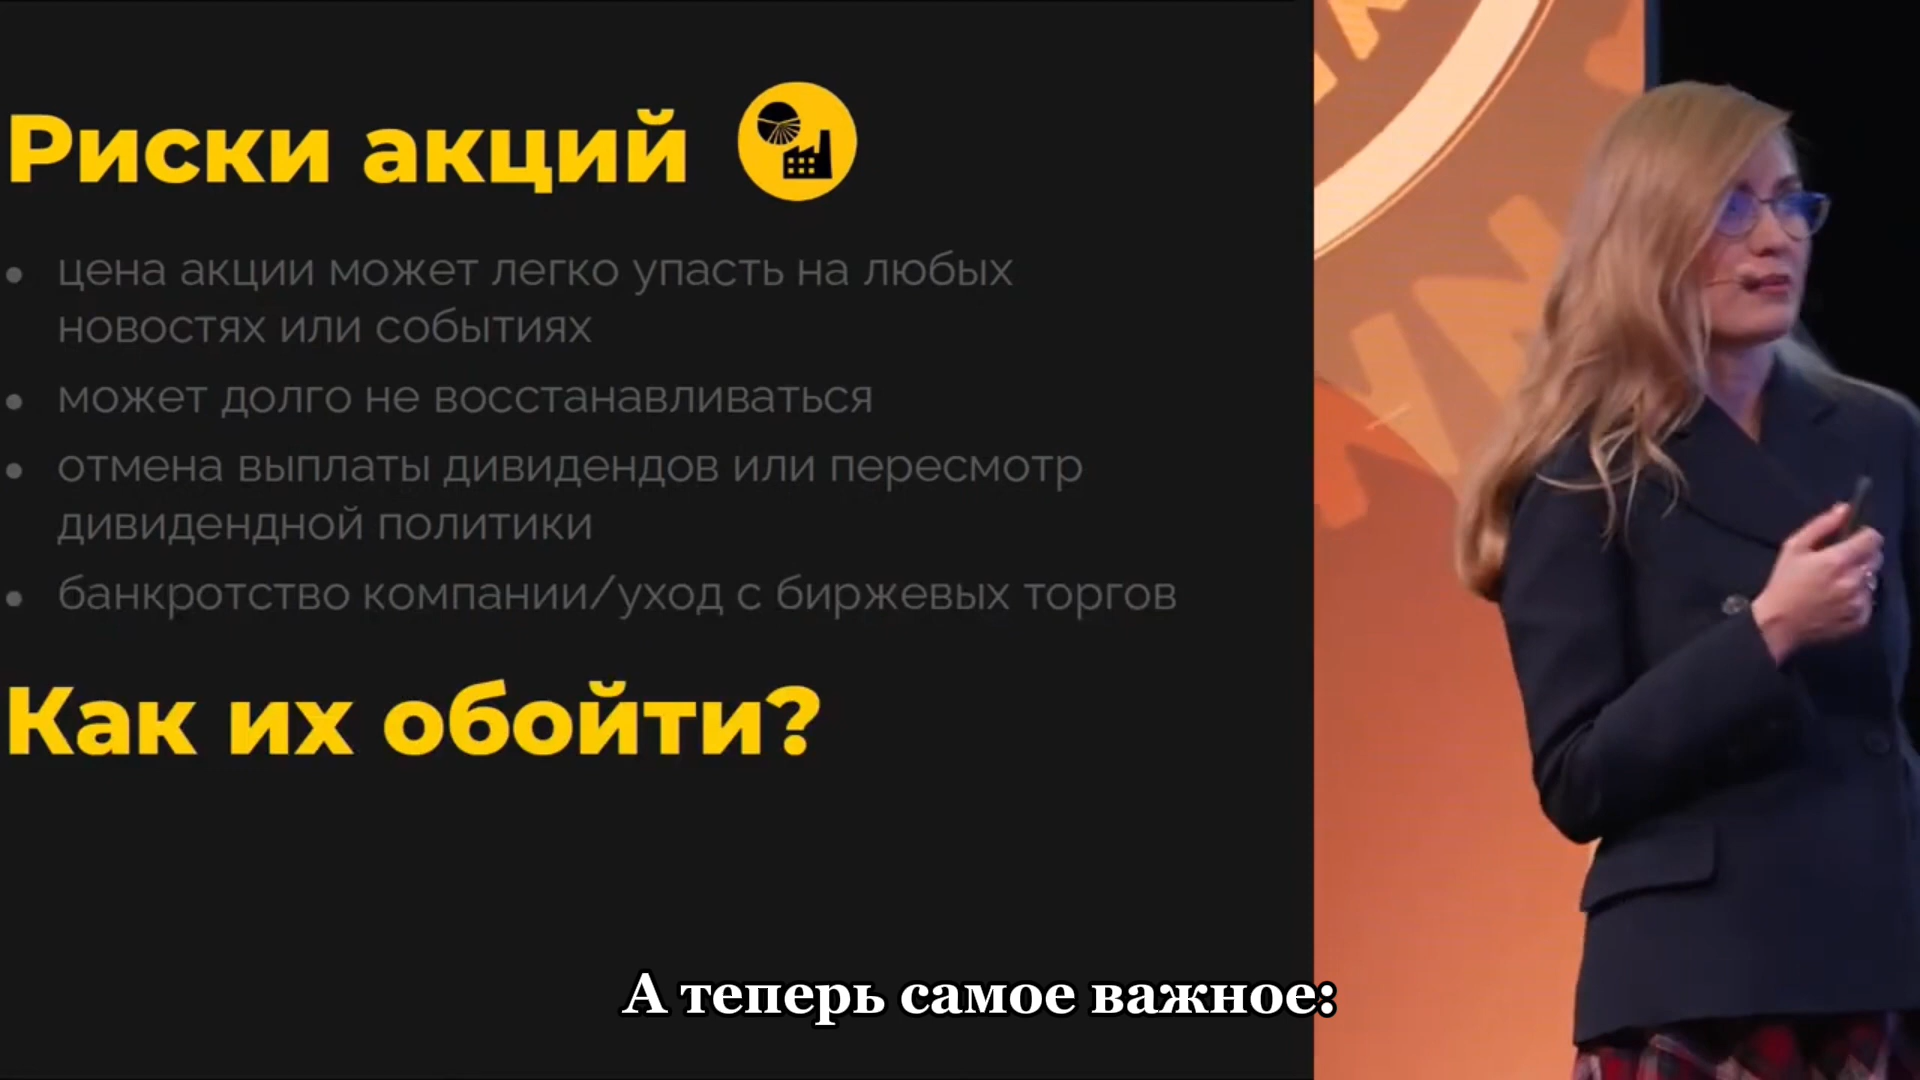 Риски акций
• цена акции может легко упасть на любых
новостях или событиях
• может долго не восстанавливаться
• отмена выплаты дивидендов или пересмотр
дивидендной политики
• банкротство компании/уход с биржевых торгов
Как их обойти?
А теперь самое важное: